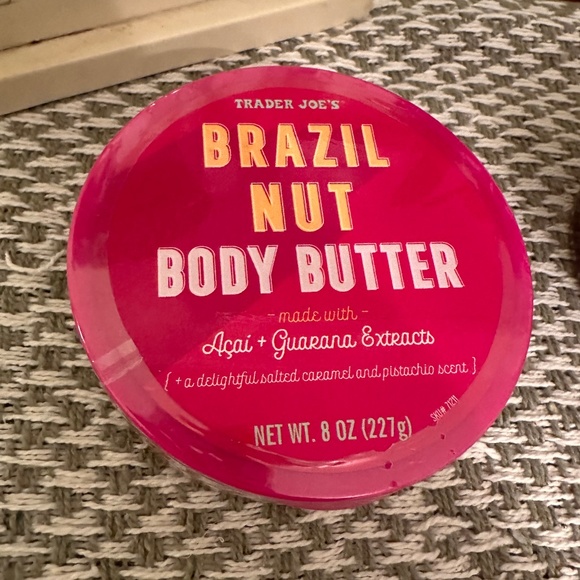 TRADER JOE'S
BRAZIL
NUT
BODY BUTTER
- made with -
Açaí + Guarana Extracts
{ + a delightful salted caramel and pistachio scent }
NET WT. 8 OZ (227g)